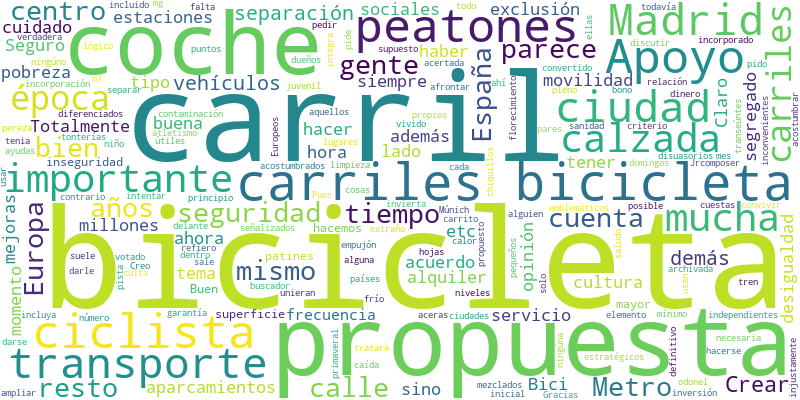 centro
incluido
mg
falta
todo
sociales
exclusión
todavía
Madrid
verdadera
ninguno
pedir
separación
estaciones
cuidado
coche
peatones
lógico
puntos
pide
haber
supuesto
ellas
incorporado
discutir
Seguro
pobreza
incorporación
tipo
vehículos
dueños
separar
gente
siempre
parece
integra
acertada
convertido
movilidad
relación
pido
carriles
Apoyo
época
carril
España
juvenil
aquellos
afrontar
ahí
pleno
bono
dinero
Claro
segregado
inconvenientes
acostumbrar
diferenciados
contaminación
Totalmente
buena
atletismo
útiles
tonterías
pereza
tenia
ayudas
niño
bien
hacer
además
vivido
propios
florecimiento
ciudad
sanidad
criterio
transeúntes
pares
Europeos
lugares
lado
hora
inseguridad
calzada
disuasorios
mes
domingos
Jrcomposer
tener
chiquillos
acostumbrados
limpieza
cada
cosas
usar
contrario
intentar
principio
importante
carriles bicicleta
Pues
invierta
Múnich
carrito
alguien
emblemáticos
posible
cuestas
convivir
mejoras
Europa
años
millones
seguridad
delante
señalizados
hacemos
empujón
extraño
tiempo
etc
opinión
cuenta
mucha
saludo
desigualdad
ahora
refiero
sale
dentro
tema
patines
mismo
alguna
hojas
calor
propuesto
acuerdo
pequeños
solo
tren
archivada
demás
usan
suele
darle
votado
Creo
pista
culta
Buen
buscador
unieran
países
frío
alquiler
niveles
cultura
mayor
bicicleta
momento
incluya
número
garantía
superficie
frecuencia
aceras
ciudades
servicio
elemento
mínimo
independientes
darse
ciclista
propuesta
primaveral
caída
tratará
ninguna
estratégicos
necesaria
definitivo
hacerse
injustamente
transporte
ampliar
resto
aparcamientos
calle
sino
mezclados
inicial
Bici
Gracias
Metro
odonel
inversión
Crear